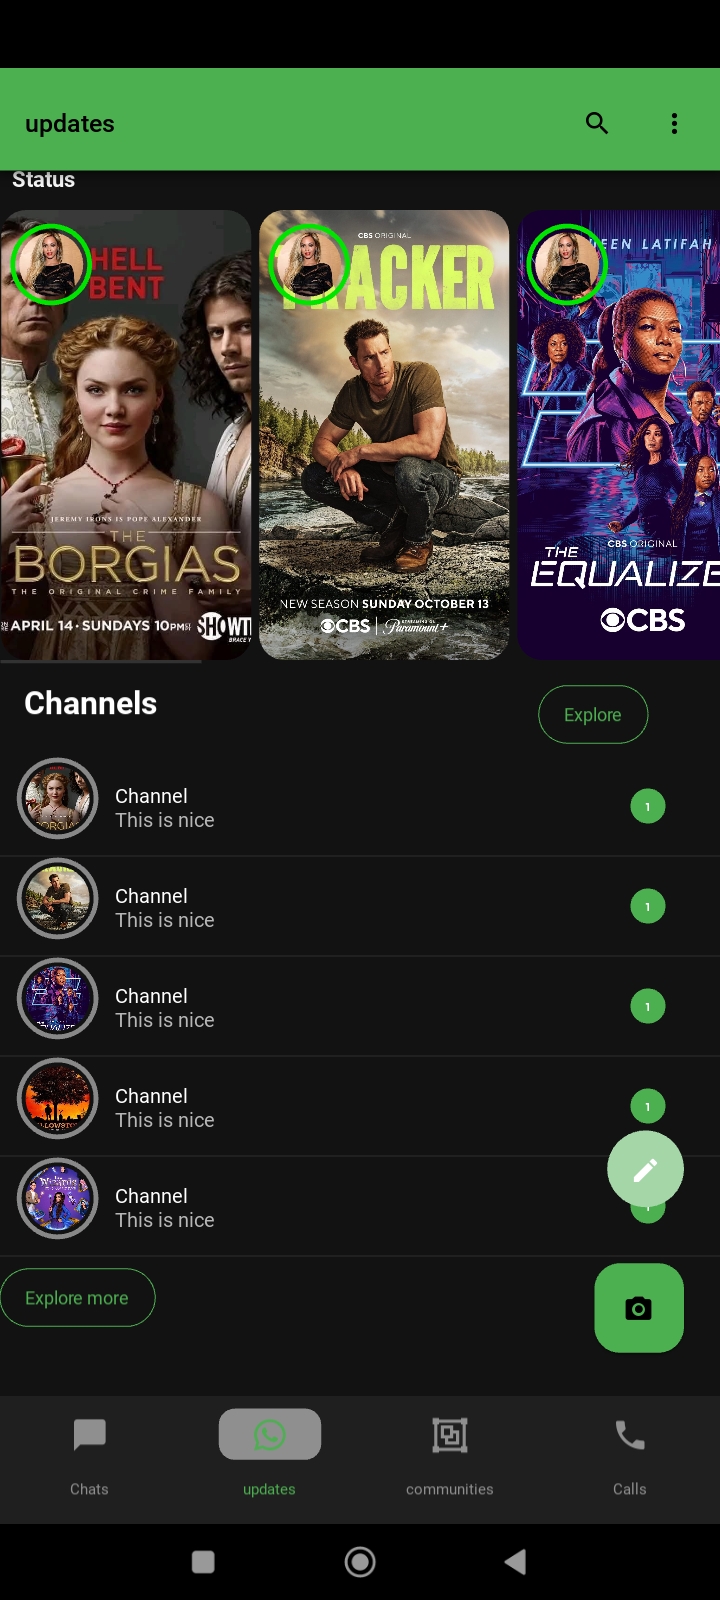 updates
Status
HELL
BENT
JEREMY IRONS IS POPE ALEXANDER
THE
BORGIAS
THE ORIGINAL CRIME FAMILY
APRIL 14 · SUNDAYS 10PM
SHOWT
CBS ORIGINAL
ACKER
NEW SEASON SUNDAY OCTOBER 13
CBS
STREAMING ON
Paramount+
EEN LATIFAH
CBS ORIGINAL
THE
EQUALIZE
CBS
Channels
Explore
Channel
This is nice
1
Channel
This is nice
1
Channel
This is nice
1
Channel
This is nice
1
Channel
This is nice
Explore more
Chats
updates
communities
Calls